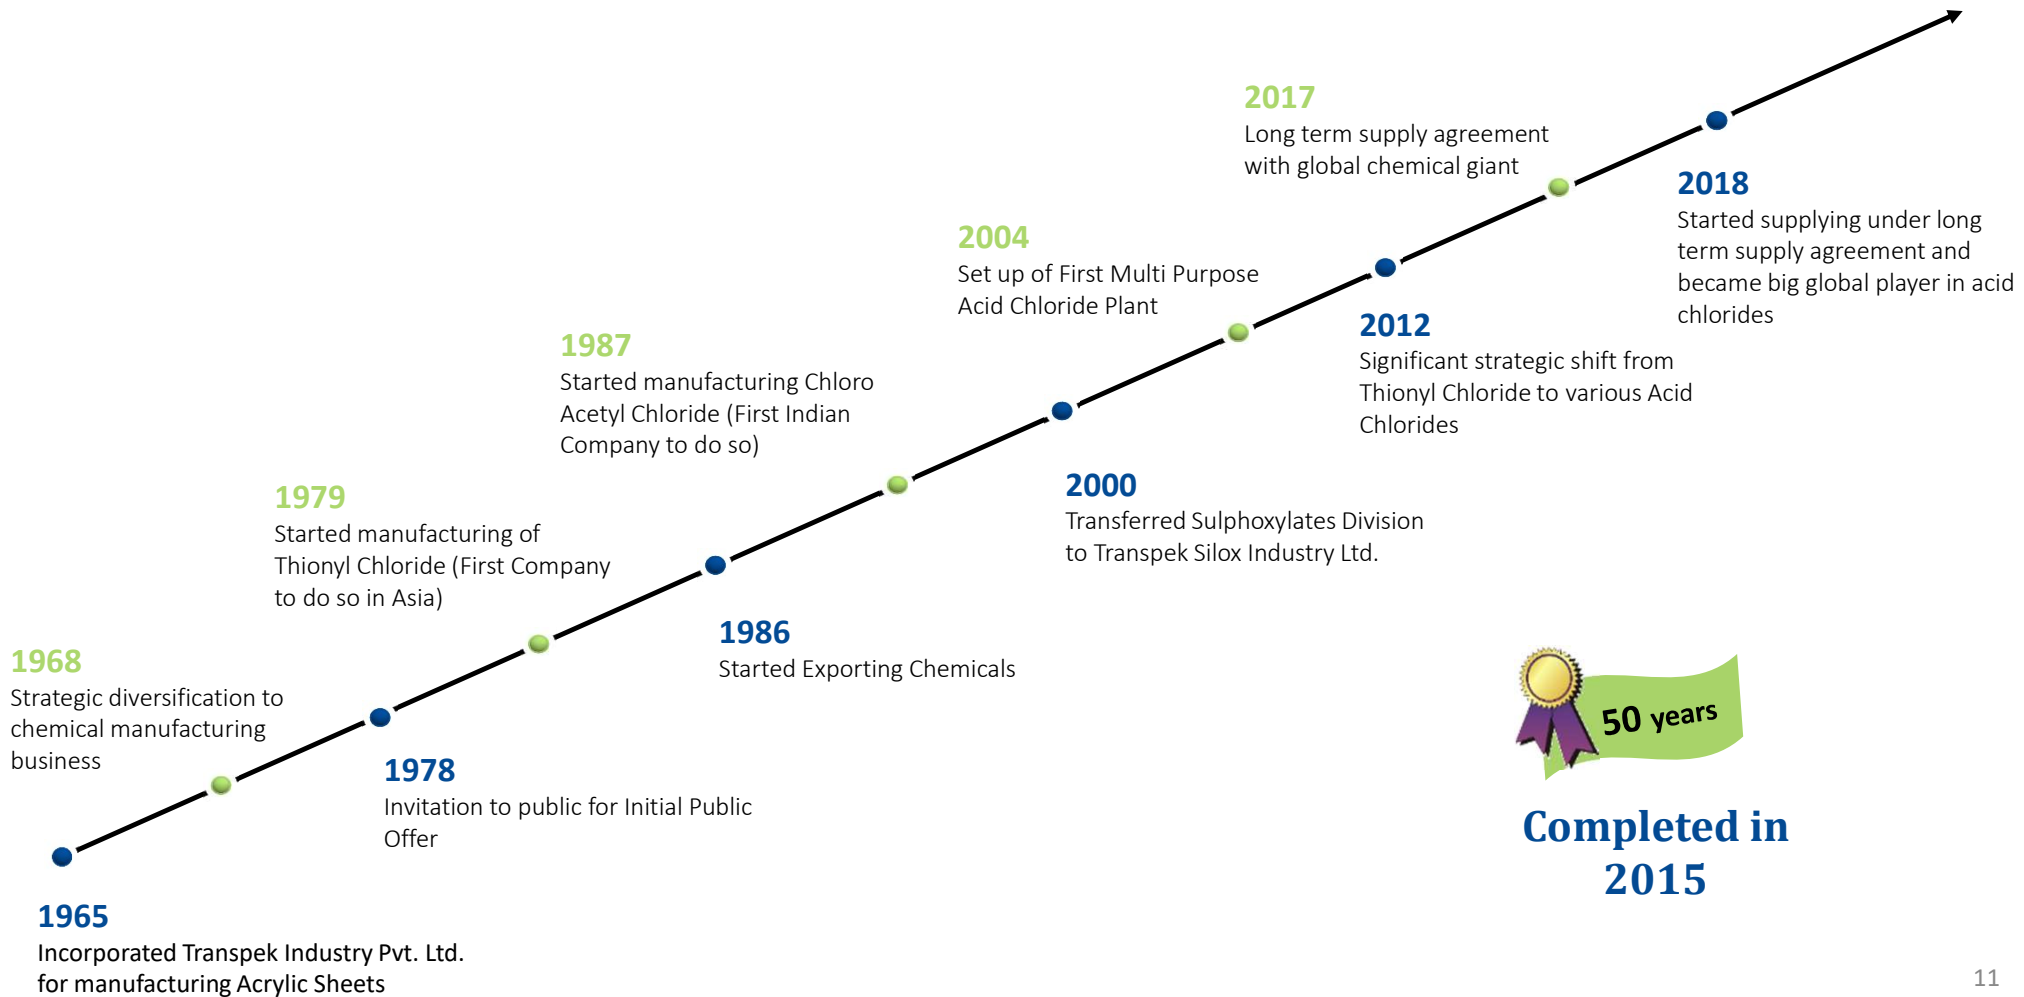 2017
Long term supply agreement
with global chemical giant
2018
Started supplying under long
term supply agreement and
became big global player in acid
chlorides
2004
Set up of First Multi Purpose
Acid Chloride Plant
2012
Significant strategic shift from
Thionyl Chloride to various Acid
Chlorides
1987
Started manufacturing Chloro
Acetyl Chloride (First Indian
Company to do so)
2000
Transferred Sulphoxylates Division
to Transpek Silox Industry Ltd.
1979
Started manufacturing of
Thionyl Chloride (First Company
to do so in Asia)
1986
Started Exporting Chemicals
1968
Strategic diversification to
chemical manufacturing
business
1978
Invitation to public for Initial Public
Offer
50 years
Completed in
2015
1965
Incorporated Transpek Industry Pvt. Ltd.
for manufacturing Acrylic Sheets
11